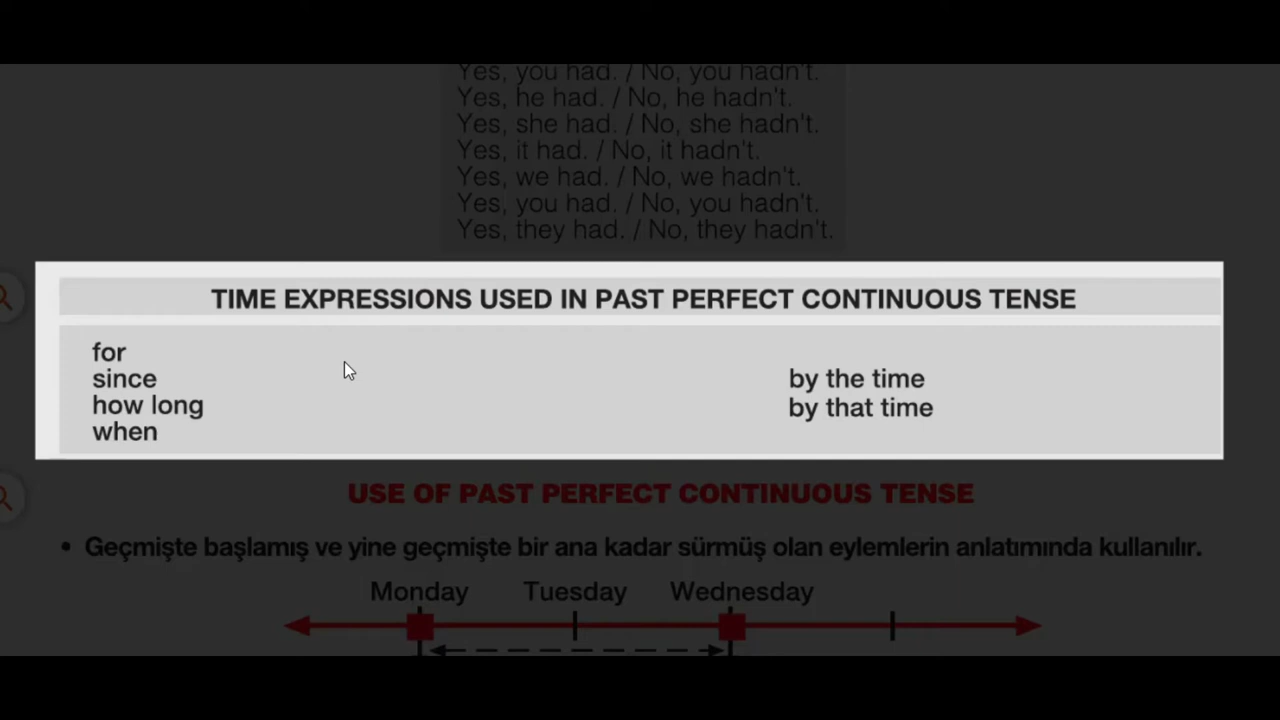 Yes, you had. / No, you hadn't.
Yes, he had. / No, he hadn't.
Yes, she had. / No, she hadn't.
Yes, it had. / No, it hadn't.
Yes, we had. / No, we hadn't.
Yes, you had. / No, you hadn't.
Yes, they had. / No, they hadn't.
TIME EXPRESSIONS USED IN PAST PERFECT CONTINUOUS TENSE
for
since
how long
when
by the time
by that time
USE OF PAST PERFECT CONTINUOUS TENSE
• Geçmişte başlamış ve yine geçmişte bir ana kadar sürmüş olan eylemlerin anlatımında kullanılır.
Monday Tuesday Wednesday